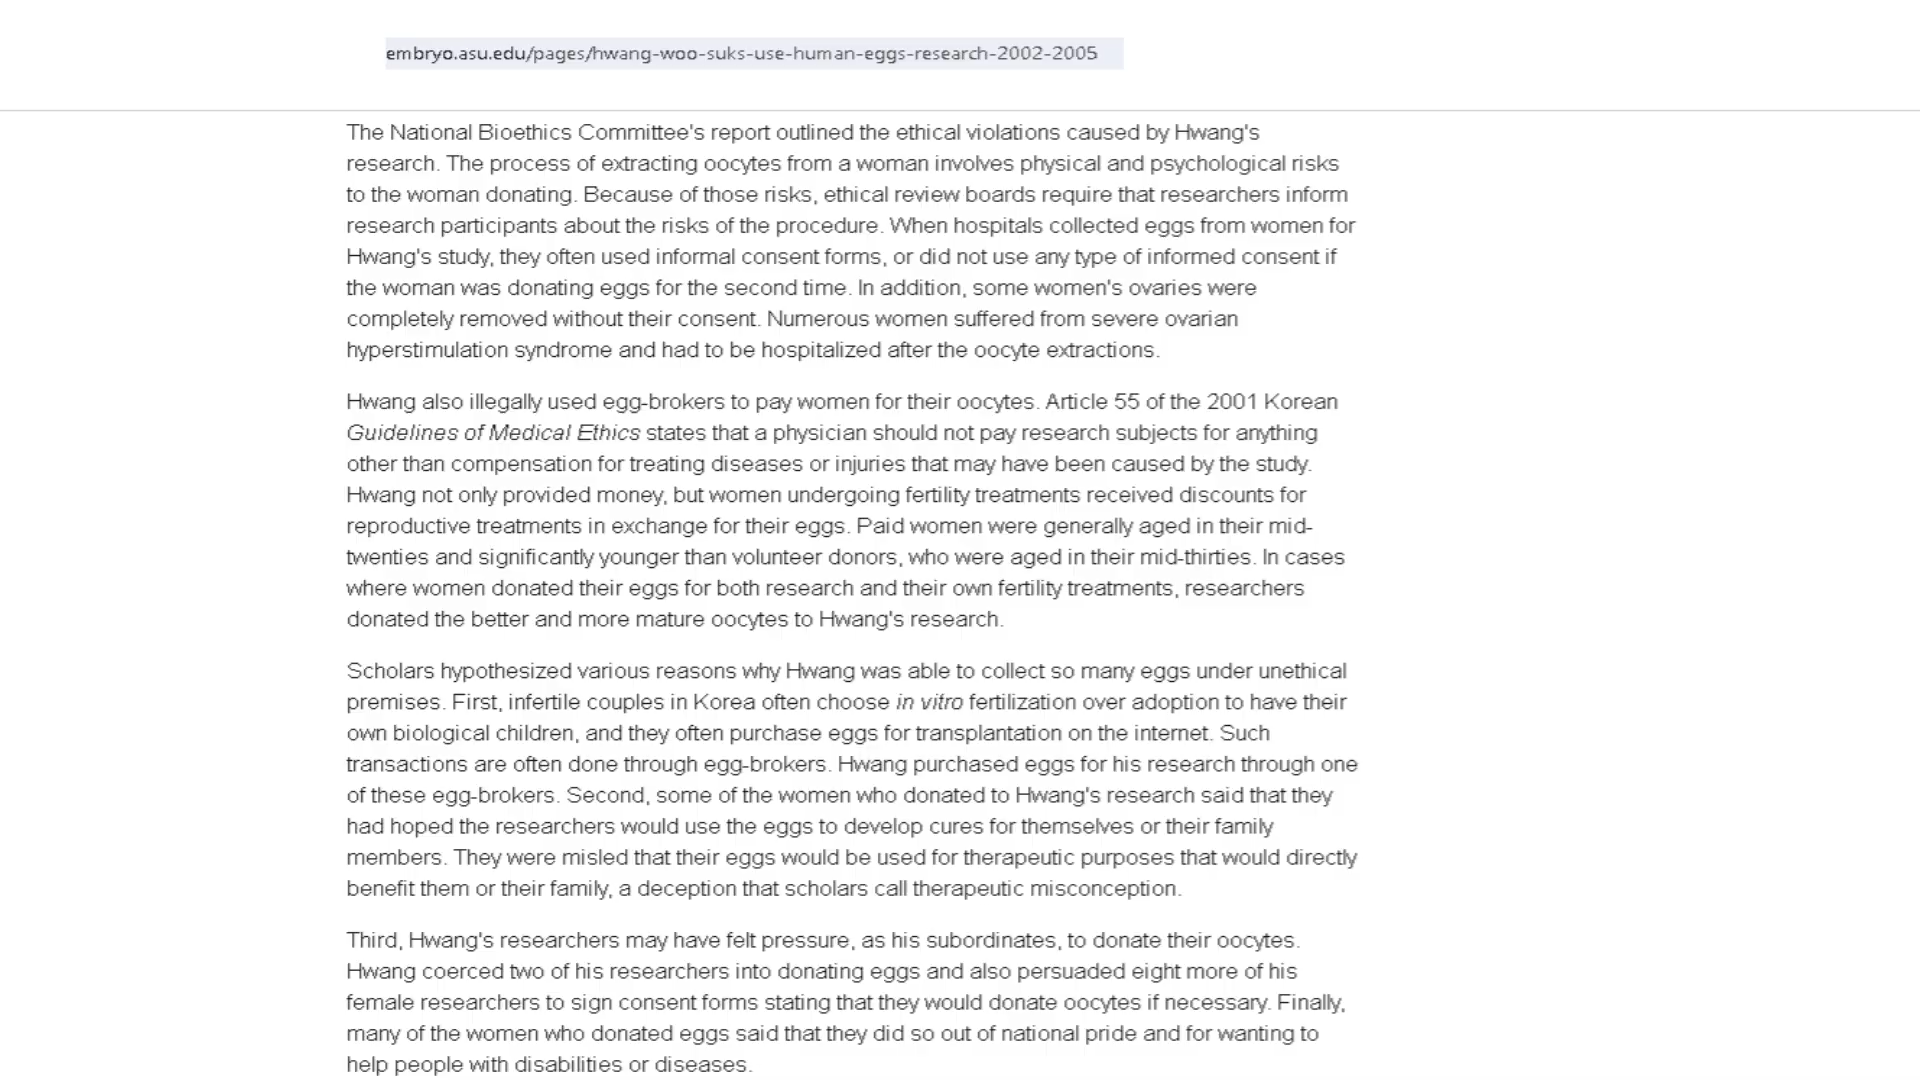 embryo.asu.edu/pages/hwang-woo-suks-use-human-eggs-research-2002-2005
The National Bioethics Committee's report outlined the ethical violations caused by Hwang's
research. The process of extracting oocytes from a woman involves physical and psychological risks
to the woman donating. Because of those risks, ethical review boards require that researchers inform
research participants about the risks of the procedure. When hospitals collected eggs from women for
Hwang's study, they often used informal consent forms, or did not use any type of informed consent if
the woman was donating eggs for the second time. In addition, some women's ovaries were
completely removed without their consent. Numerous women suffered from severe ovarian
hyperstimulation syndrome and had to be hospitalized after the oocyte extractions.
Hwang also illegally used egg-brokers to pay women for their oocytes. Article 55 of the 2001 Korean
Guidelines of Medical Ethics states that a physician should not pay research subjects for anything
other than compensation for treating diseases or injuries that may have been caused by the study.
Hwang not only provided money, but women undergoing fertility treatments received discounts for
reproductive treatments in exchange for their eggs. Paid women were generally aged in their mid-
twenties and significantly younger than volunteer donors, who were aged in their mid-thirties. In cases
where women donated their eggs for both research and their own fertility treatments, researchers
donated the better and more mature oocytes to Hwang's research.
Scholars hypothesized various reasons why Hwang was able to collect so many eggs under unethical
premises. First, infertile couples in Korea often choose in vitro fertilization over adoption to have their
own biological children, and they often purchase eggs for transplantation on the internet. Such
transactions are often done through egg-brokers. Hwang purchased eggs for his research through one
of these egg-brokers. Second, some of the women who donated to Hwang's research said that they
had hoped the researchers would use the eggs to develop cures for themselves or their family
members. They were misled that their eggs would be used for therapeutic purposes that would directly
benefit them or their family, a deception that scholars call therapeutic misconception.
Third, Hwang's researchers may have felt pressure, as his subordinates, to donate their oocytes.
Hwang coerced two of his researchers into donating eggs and also persuaded eight more of his
female researchers to sign consent forms stating that they would donate oocytes if necessary. Finally,
many of the women who donated eggs said that they did so out of national pride and for wanting to
help people with disabilities or diseases.